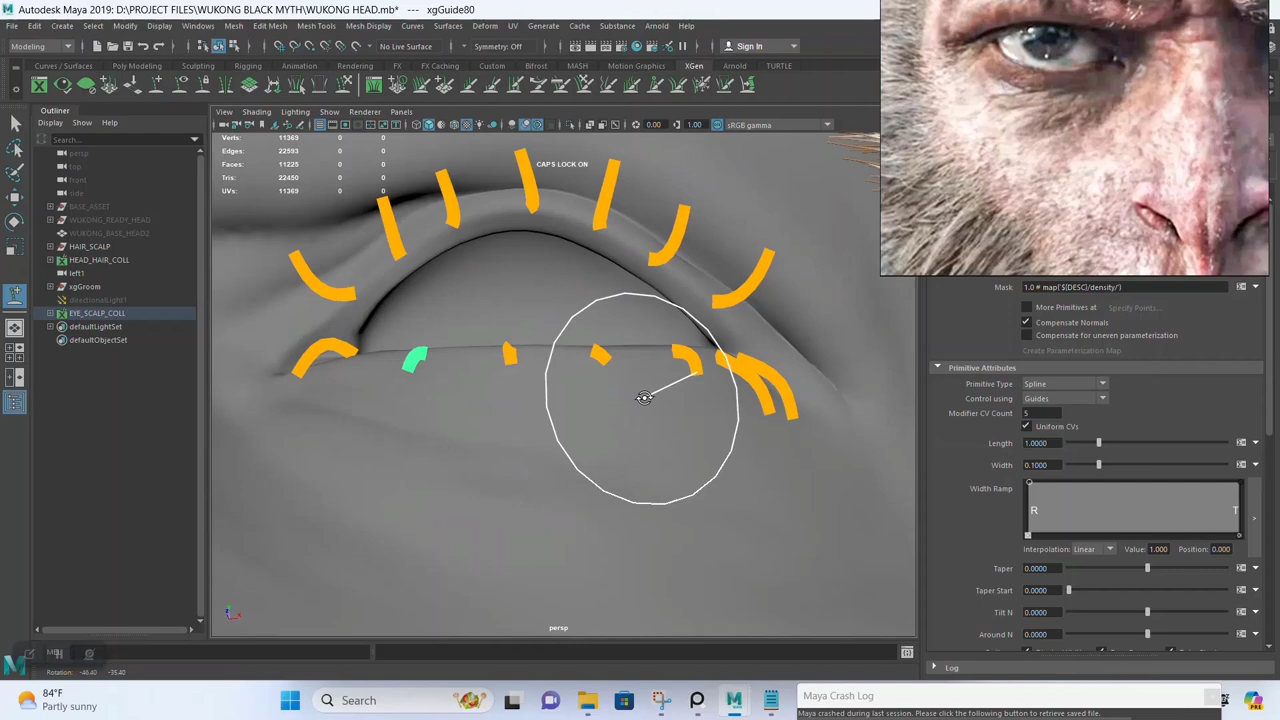 Autodesk Maya 2019: D:\PROJECT FILES\WUKONG BLACK MYTH\WUKONG HEAD.mb* --- xgGuide80
File Edit Create Select Modify Display Windows Mesh Edit Mesh Mesh Tools Mesh Display Curves Surfaces Deform UV Generate Cache Substance Arnold Help
Modeling No Live Surface Symmetry: Off Sign In
Curves / Surfaces Poly Modeling Sculpting Rigging Animation Rendering FX FX Caching Custom Bifrost MASH Motion Graphics XGen Arnold TURTLE
Outliner
Display Show Help
Search...
persp
top
front
side
BASE_ASSET
WUKONG_READY_HEAD
WUKONG_BASE_HEAD2
HAIR_SCALP
HEAD_HAIR_COLL
left1
xgGroom
directionalLight1
EYE_SCALP_COLL
defaultLightSet
defaultObjectSet
View Shading Lighting Show Renderer Panels
0.00 1.00 sRGB gamma
Verts: 11369 0 0
Edges: 22593 0 0
Faces: 11225 0 0
Tris: 22450 0 0
UVs: 11369 0 0
CAPS LOCK ON
persp
Mask 1.0 # map('${DESC}/density/')
More Primitives at Specify Points...
Compensate Normals
Compensate for uneven parameterization
Create Parameterization Map.
Primitive Attributes
Primitive Type Spline
Control using Guides
Modifier CV Count 5
Uniform CVs
Length 1.0000
Width 0.1000
Width Ramp
R T
Interpolation: Linear Value: 1.000 Position: 0.000
Taper 0.0000
Taper Start 0.0000
Tilt N 0.0000
Around N 0.0000
Log
Rotation: -46.40 -35.40
84°F
Partly sunny
Search
Maya Crash Log
Maya crashed during last session. Please click the following button to retrieve saved file.